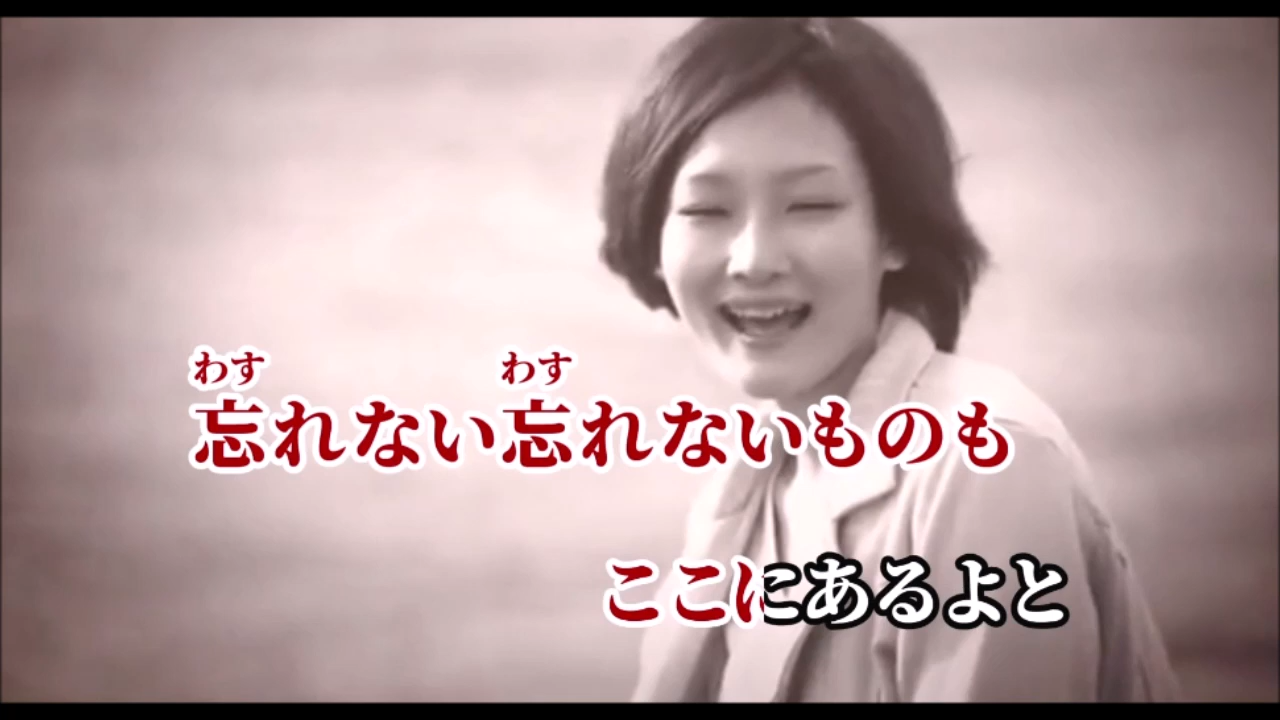 わす わす
忘れない忘れないものも
ここにあるよと